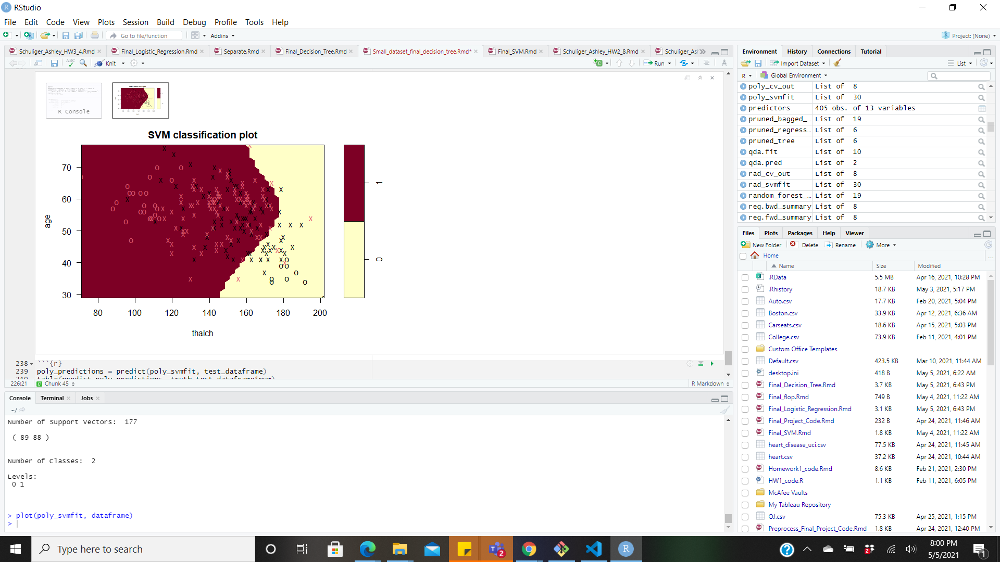 RStudio
File Edit Code View Plots Session Build Debug Profile Tools Help
Go to file/function Addins Project: (None)
Schuliger_Ashley_HW3_4.Rmd Final_Logistic_Regression.Rmd Separate.Rmd Final_Decision_Tree.Rmd Small_dataset_final_decision_tree.Rmd* Final_SVM.Rmd Schuliger_Ashley_HW2_8.Rmd Schuliger_As
Knit Run
R Console
SVM classification plot
70
60
50
40
30
age
80 100 120 140 160 180 200
thalch
1
0
238 ```{r}
239 poly_predictions = predict(poly_svmfit, test_dataframe)
226:21 Chunk 45 R Markdown
Console Terminal Jobs
~/
Number of Support Vectors: 177
( 89 88 )
Number of Classes: 2
Levels:
0 1
> plot(poly_svmfit, dataframe)
>
Environment History Connections Tutorial
Import Dataset List
R Global Environment
poly_cv_out List of 8
poly_svmfit List of 30
predictors 405 obs. of 13 variables
pruned_bagged_… List of 19
pruned_regress… List of 6
pruned_tree List of 6
qda.fit List of 10
qda.pred List of 2
rad_cv_out List of 8
rad_svmfit List of 30
random_forest_… List of 19
reg.bwd_summary List of 8
reg.fwd_summary List of 8
Files Plots Packages Help Viewer
New Folder Delete Rename More
Home ...
Name Size Modified
.RData 5.5 MB Apr 16, 2021, 10:28 PM
.Rhistory 18.7 KB May 3, 2021, 5:17 PM
Auto.csv 17.7 KB Feb 20, 2021, 5:04 PM
Boston.csv 33.9 KB Apr 12, 2021, 6:36 AM
Carseats.csv 18.6 KB Apr 15, 2021, 5:03 PM
College.csv 73.9 KB Feb 11, 2021, 4:01 PM
Custom Office Templates
Default.csv 423.5 KB Mar 10, 2021, 11:44 AM
desktop.ini 418 B May 5, 2021, 6:22 AM
Final_Decision_Tree.Rmd 3.7 KB May 5, 2021, 6:43 PM
Final_flop.Rmd 749 B May 4, 2021, 11:22 AM
Final_Logistic_Regression.Rmd 3.1 KB May 5, 2021, 6:43 PM
Final_Project_Code.Rmd 232 B Apr 24, 2021, 11:46 AM
Final_SVM.Rmd 1.8 KB May 4, 2021, 11:22 AM
heart_disease_uci.csv 77.5 KB Apr 24, 2021, 11:45 AM
heart.csv 37.2 KB Apr 24, 2021, 10:44 AM
Homework1_code.Rmd 8.6 KB Feb 21, 2021, 2:30 PM
HW1_code.R 1.1 KB Feb 11, 2021, 6:05 PM
McAfee Vaults
My Tableau Repository
OJ.csv 75.3 KB Apr 25, 2021, 1:15 PM
Preprocess_Final_Project_Code.Rmd 1.8 KB Apr 24, 2021, 12:40 PM
Type here to search
8:00 PM
5/5/2021